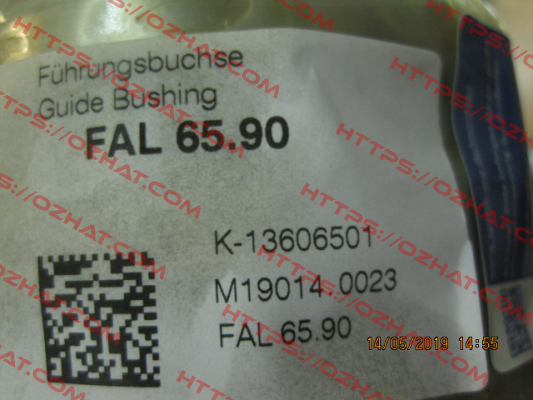 Führungsbuchse
Guide Bushing
FAL 65.90
K-13606501
M19014.0023
FAL 65.90
14/05/2019 14:55
HTTPS://OZHAT.COM